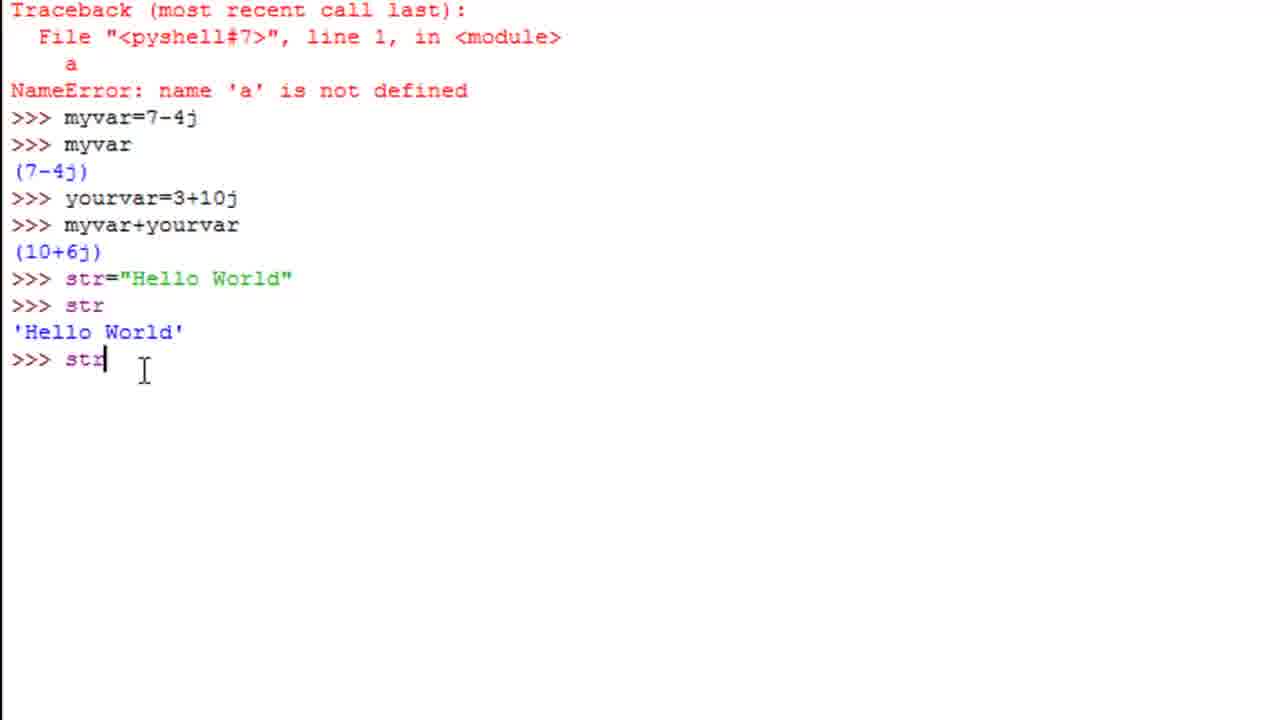 Traceback (most recent call last):
  File "<pyshell#7>", line 1, in <module>
    a
NameError: name 'a' is not defined
>>> myvar=7-4j
>>> myvar
(7-4j)
>>> yourvar=3+10j
>>> myvar+yourvar
(10+6j)
>>> str="Hello World"
>>> str
'Hello World'
>>> str